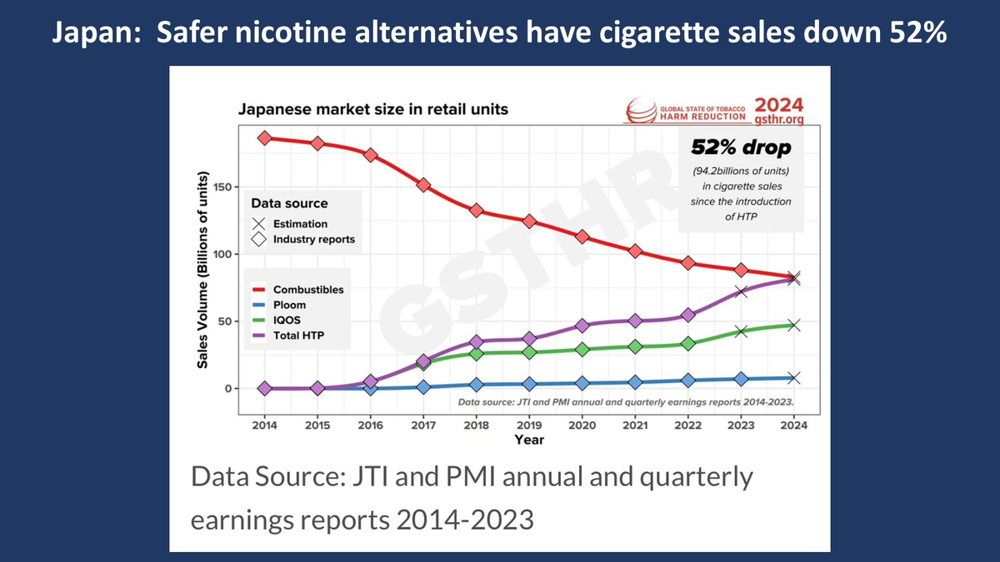 Japan:  Safer nicotine alternatives have cigarette sales down 52%
Japanese market size in retail units
GLOBAL STATE OF TOBACCO
HARM REDUCTION
2024
gsthr.org
52% drop
(94.2billions of units)
in cigarette sales
since the introduction
of HTP
Sales Volume (Billions of units)
150
100
50
0
Data source
Estimation
Industry reports
Combustibles
Ploom
IQOS
Total HTP
GSTHR
Data source: JTI and PMI annual and quarterly earnings reports 2014-2023.
2014 2015 2016 2017 2018 2019 2020 2021 2022 2023 2024
Year
Data Source: JTI and PMI annual and quarterly
earnings reports 2014-2023